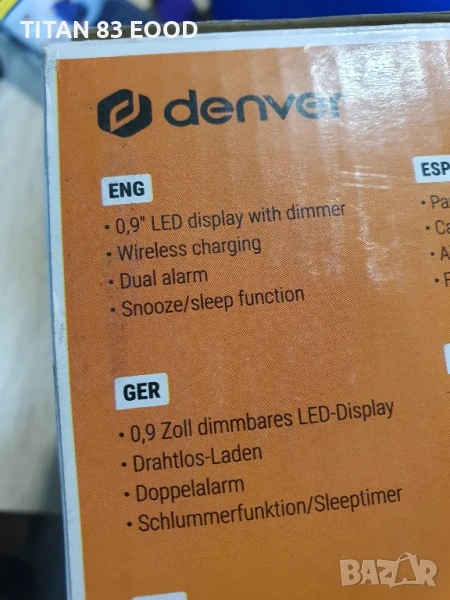 TITAN 83 EOOD
denver
ENG
• 0,9" LED display with dimmer
• Wireless charging
• Dual alarm
• Snooze/sleep function
ESP
GER
• 0,9 Zoll dimmbares LED-Display
• Drahtlos-Laden
• Doppelalarm
• Schlummerfunktion/Sleeptimer
BAZAR